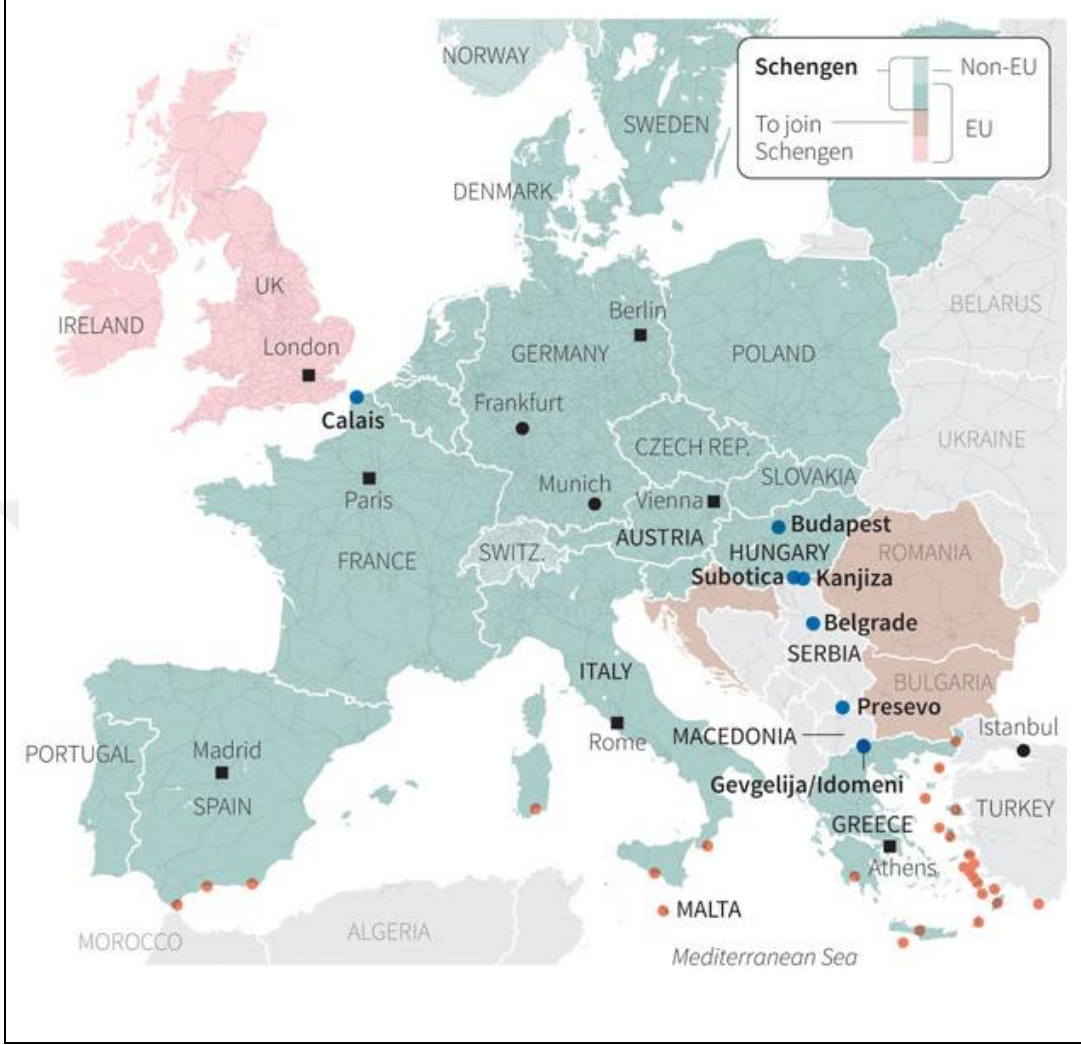 NORWAY
Schengen
Non-EU
To join
Schengen
EU
SWEDEN
DENMARK
UK
IRELAND
London
Berlin
GERMANY
POLAND
BELARUS
Calais
Frankfurt
CZECH REP.
UKRAINE
Paris
Munich
Vienna
SLOVAKIA
AUSTRIA
Budapest
HUNGARY
ROMANIA
FRANCE
SWITZ.
Subotica
Kanjiza
Belgrade
SERBIA
ITALY
BULGARIA
Presevo
Rome
MACEDONIA
Istanbul
PORTUGAL
Madrid
SPAIN
Gevgelija/Idomeni
TURKEY
GREECE
Athens
MALTA
MOROCCO
ALGERIA
Mediterranean Sea